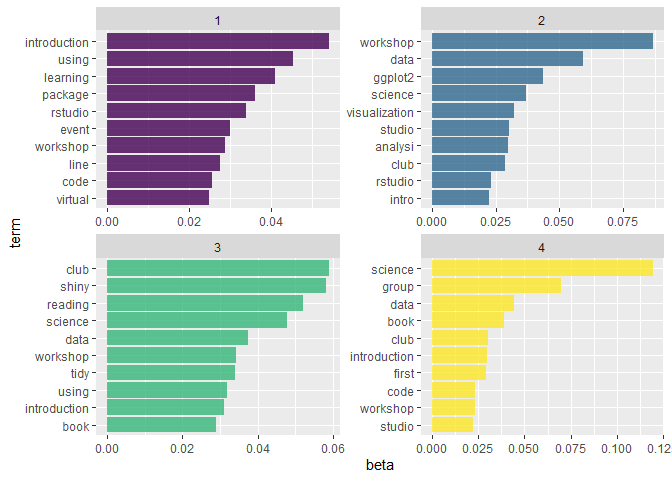 1
introduction
using
learning
package
rstudio
event
workshop
line
code
virtual
0.00 0.04
2
workshop
data
ggplot2
science
visualization
studio
analysi
club
rstudio
intro
0.000 0.025 0.050 0.075
3
club
shiny
reading
science
data
workshop
tidy
using
introduction
book
0.00 0.02 0.04 0.06
4
science
group
data
book
club
introduction
first
code
workshop
studio
0.000 0.025 0.050 0.075 0.100 0.125
term
beta